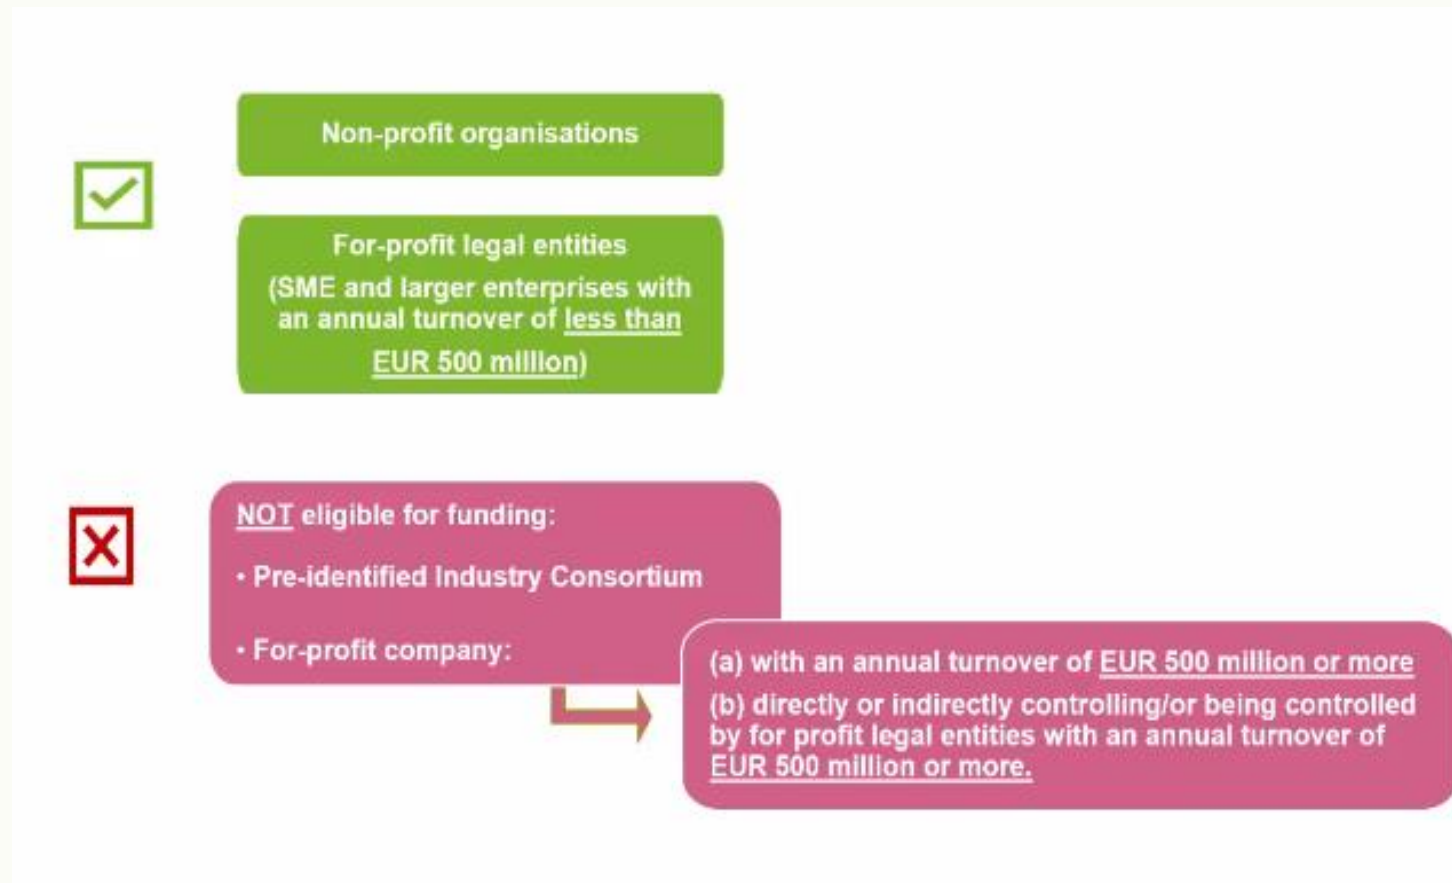 Non-profit organisations
For-profit legal entities
(SME and larger enterprises with
an annual turnover of less than
EUR 500 million)
NOT eligible for funding:
• Pre-identified Industry Consortium
• For-profit company:
(a) with an annual turnover of EUR 500 million or more
(b) directly or indirectly controlling/or being controlled
by for profit legal entities with an annual turnover of
EUR 500 million or more.